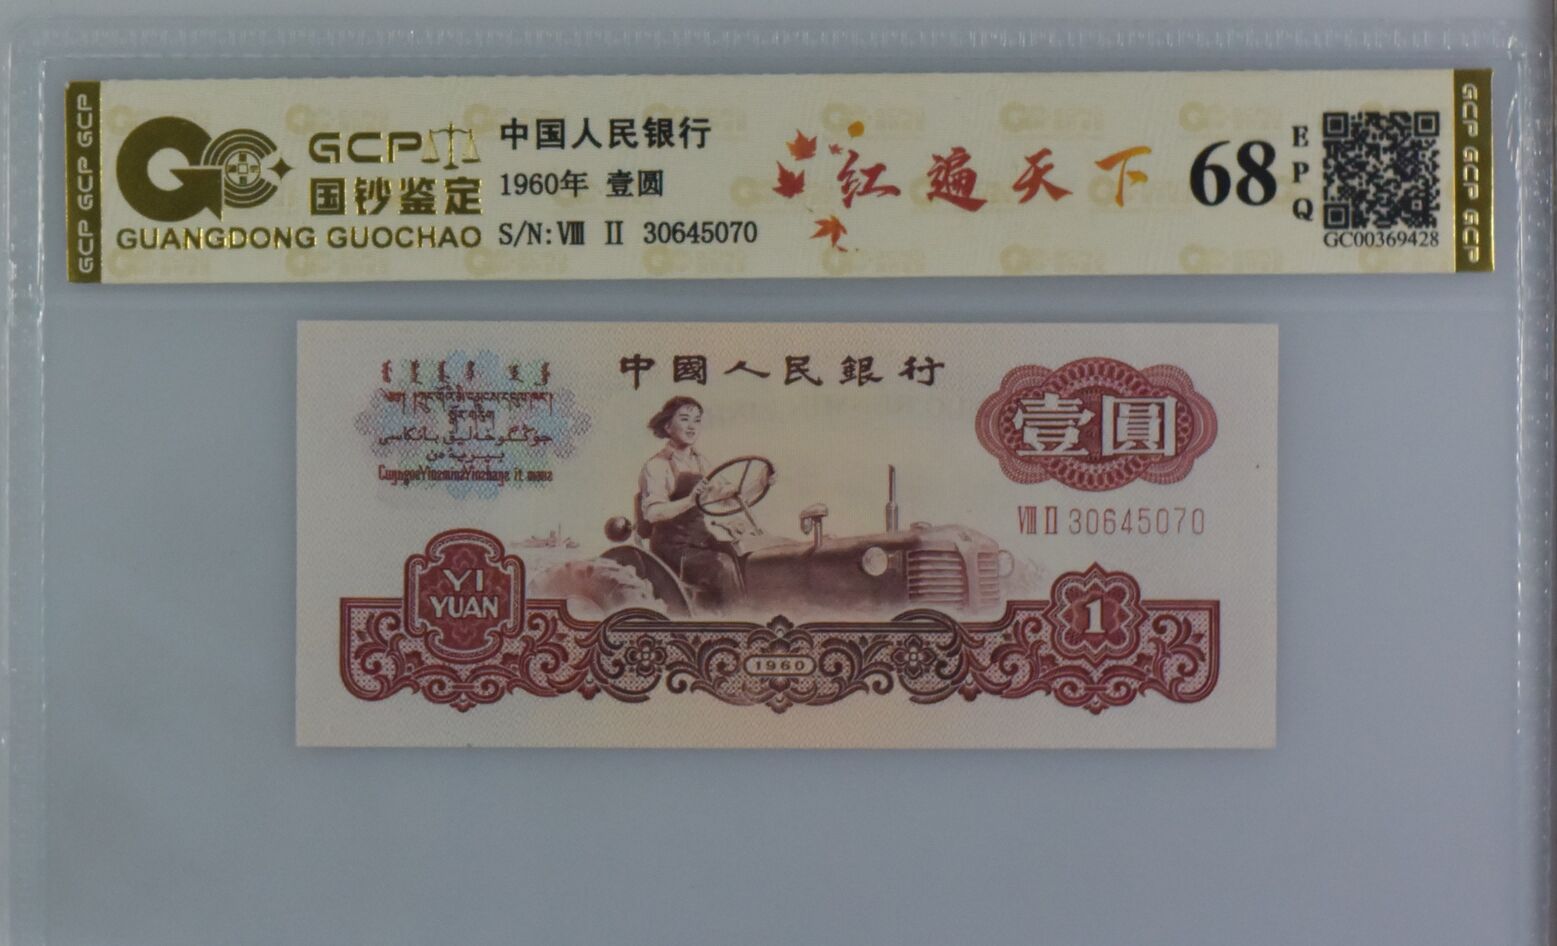 GCP GCP GCP
GCP
国钞鉴定
GUANGDONG GUOCHAO
中国人民银行
1960年 壹圆
S/N: Ⅷ Ⅱ 30645070
红遍天下
68
EPQ
GC00369428
GCP GCP GCP
中國人民銀行
壹圓
Ⅷ Ⅱ 30645070
YI
YUAN
1960
1